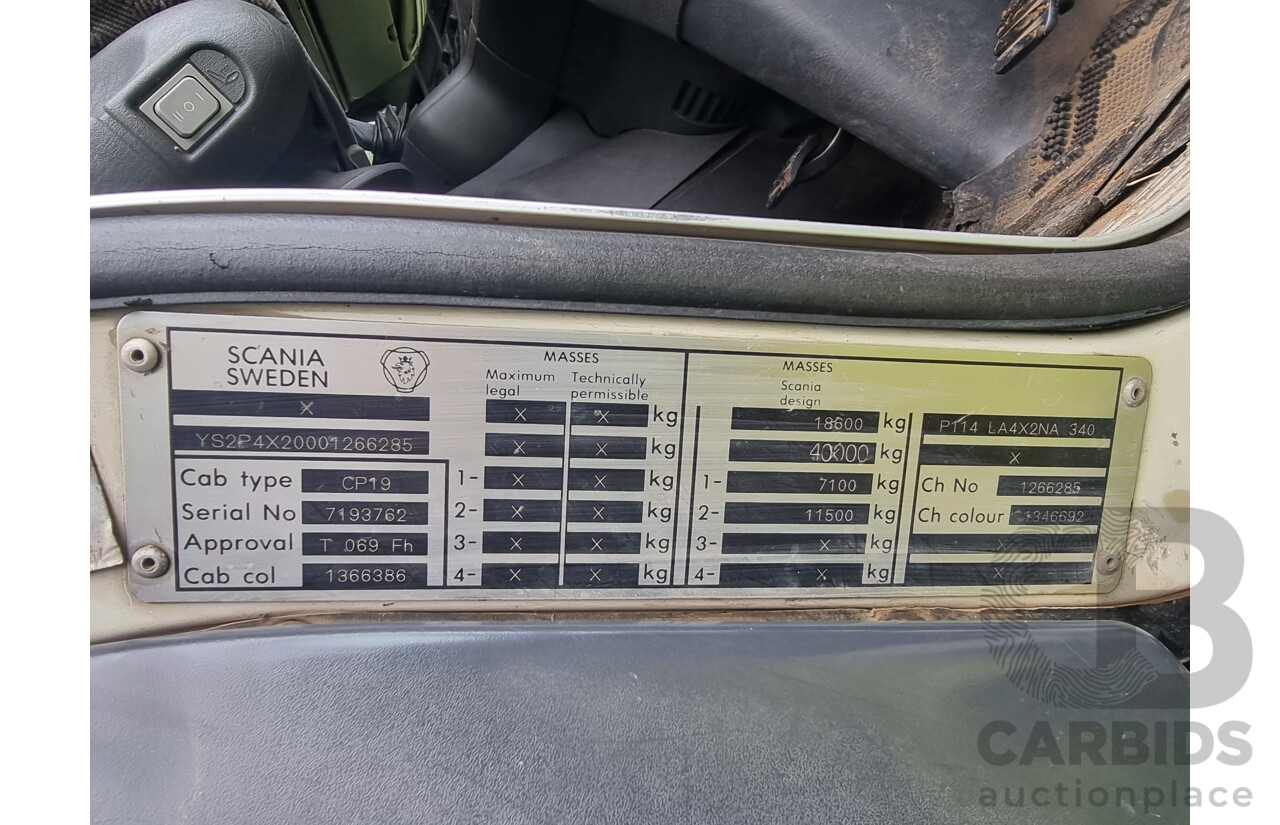 SCANIA
SWEDEN
X
YS2P4X20001266285
Cab type CP19
Serial No 7193762
Approval T 069 Fh
Cab col 1366386
MASSES
Maximum legal Technically permissible
X X kg
X X kg
1- X X kg
2- X X kg
3- X X kg
4- X X kg
MASSES
Scania
design
18600 kg
40000 kg
1- 7100 kg
2- 11500 kg
3- X kg
4- X kg
P114 LA4X2NA 340
X
Ch No 1266285
Ch colour 1346692
X
X
II O I
B
CARBIDS
auctionplace